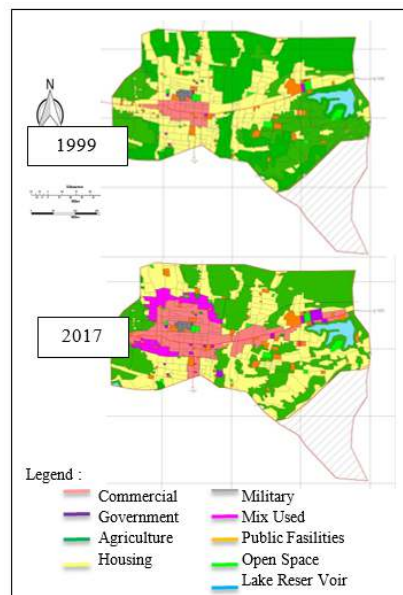 N
1999
2017
Legend :
Commercial
Government
Agriculture
Housing
Military
Mix Used
Public Fasilities
Open Space
Lake Reser Voir